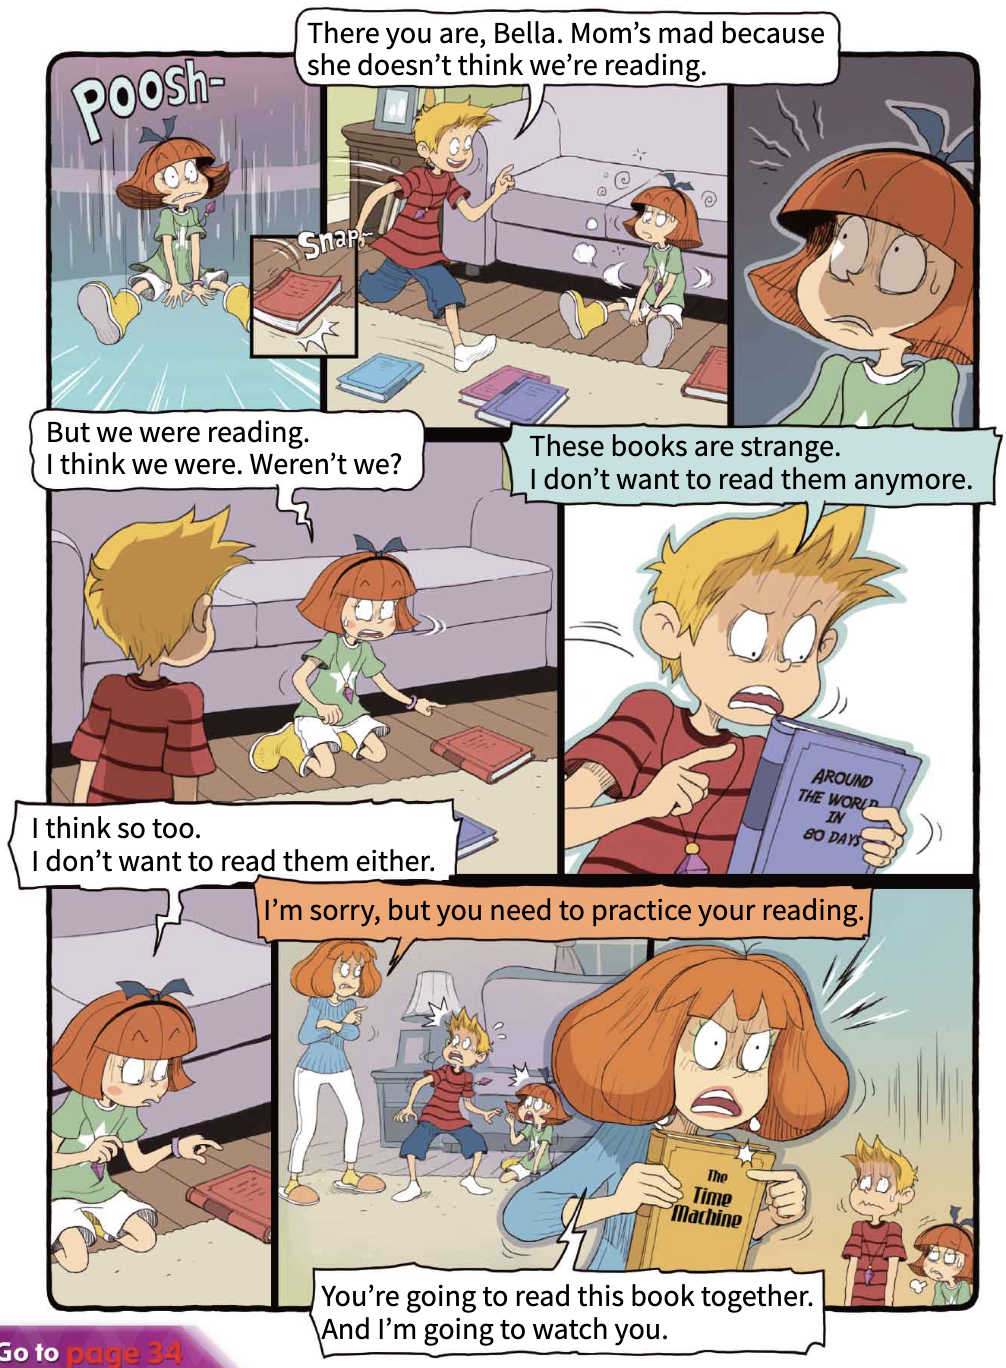 There you are, Bella. Mom’s mad because
she doesn’t think we’re reading.
POOSH-
Snap~
But we were reading.
I think we were. Weren’t we?
These books are strange.
I don’t want to read them anymore.
AROUND
THE WORLD
IN
80 DAYS
I think so too.
I don’t want to read them either.
I’m sorry, but you need to practice your reading.
The
Time
Machine
You’re going to read this book together.
And I’m going to watch you.
Go to page 34